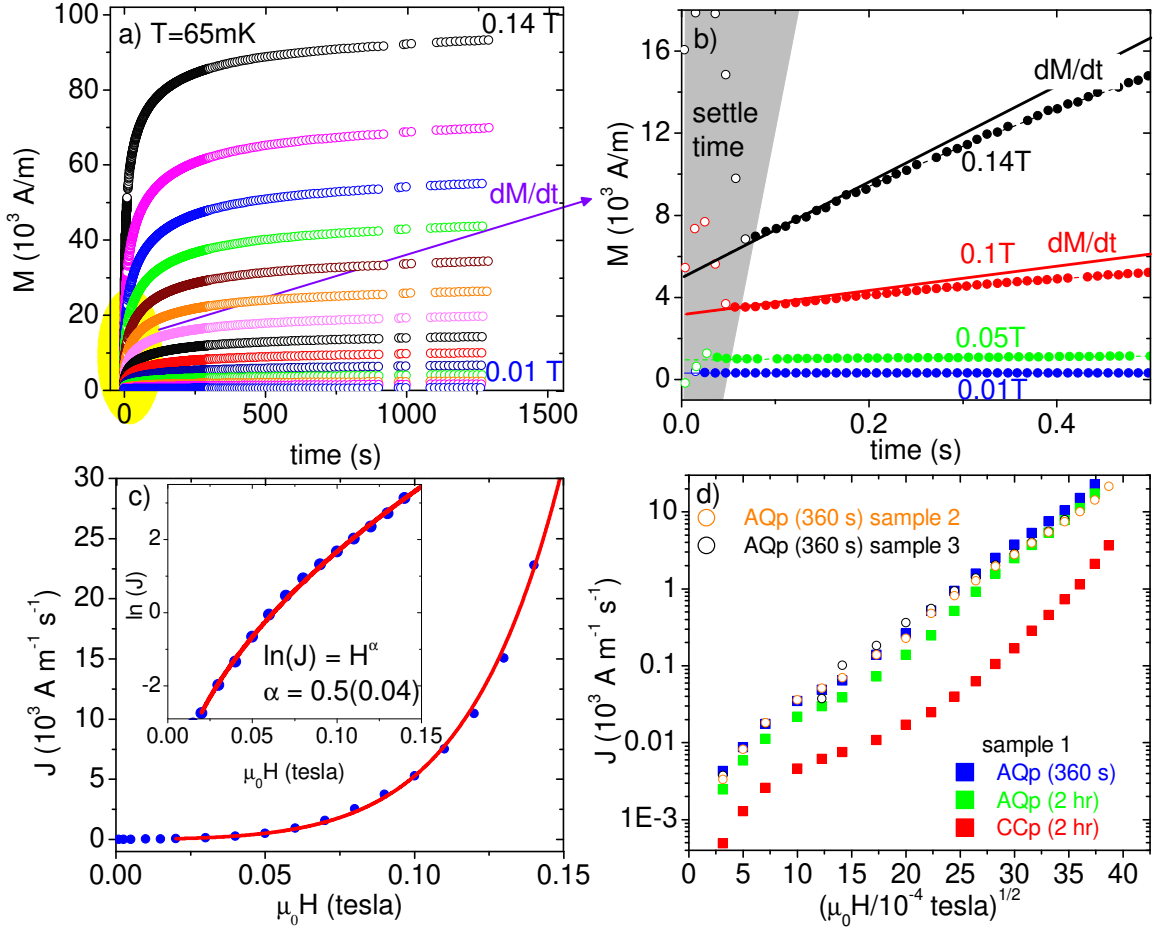 a) T=65mK
0.14 T
dM/dt
0.01 T
M (10³ A/m)
100
80
60
40
20
0
0 500 1000 1500
time (s)
b)
settle
time
dM/dt
0.14T
dM/dt
0.1T
0.05T
0.01T
M (10³ A/m)
16
12
8
4
0
0.0 0.2 0.4
time (s)
c)
ln(J) = H^α
α = 0.5(0.04)
ln (J)
2
0
-2
0.00 0.05 0.10 0.15
μ₀H (tesla)
J (10³ A m⁻¹ s⁻¹)
30
25
20
15
10
5
0
0.00 0.05 0.10 0.15
μ₀H (tesla)
d)
AQp (360 s) sample 2
AQp (360 s) sample 3
sample 1
AQp (360 s)
AQp (2 hr)
CCp (2 hr)
J (10³ A m⁻¹ s⁻¹)
10
1
0.1
0.01
1E-3
0 5 10 15 20 25 30 35 40
(μ₀H/10⁻⁴ tesla)^1/2